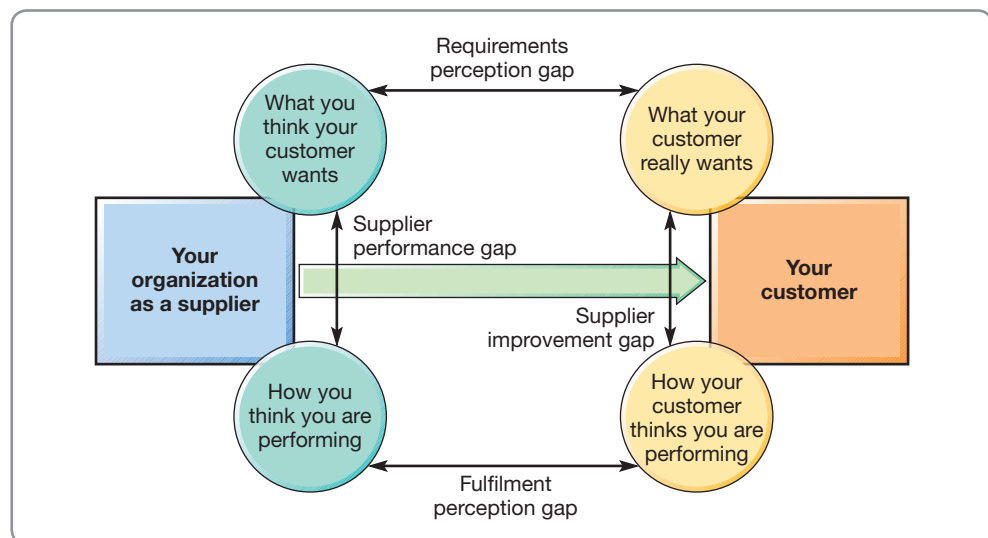 Requirements
perception gap
What you
think your
customer
wants
What your
customer
really wants
Your
organization
as a supplier
Supplier
performance gap
Your
customer
Supplier
improvement gap
How you
think you are
performing
How your
customer
thinks you are
performing
Fulfilment
perception gap